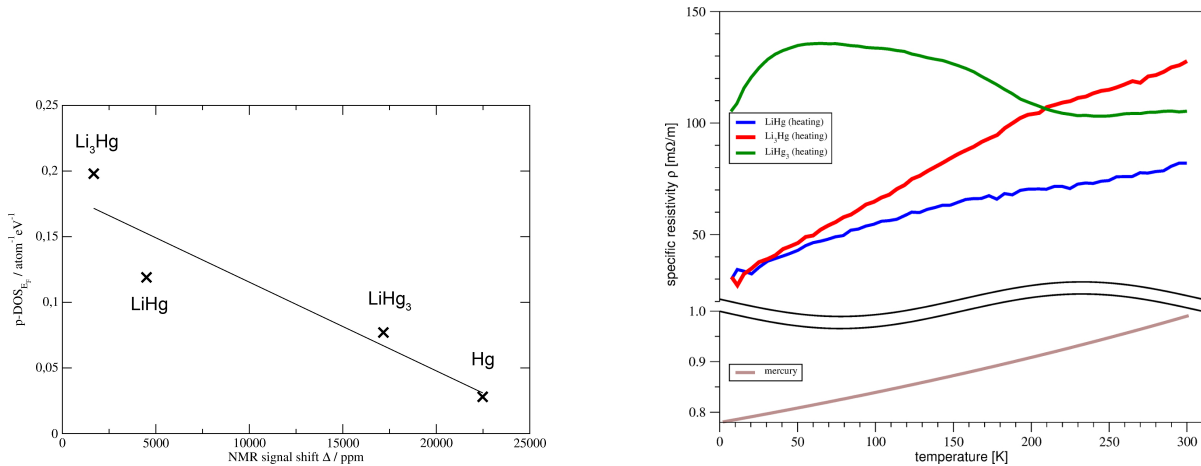 0,25
0,2
0,15
0,1
0,05
0
p-DOS_EF / atom⁻¹eV⁻¹
Li₃Hg
LiHg
LiHg₃
Hg
0 5000 10000 15000 20000 25000
NMR signal shift Δ / ppm
150
100
50
1.0
0.9
0.8
specific resistivity ρ [mΩ/m]
LiHg (heating)
Li₃Hg (heating)
LiHg₃ (heating)
mercury
0 50 100 150 200 250 300
temperature [K]